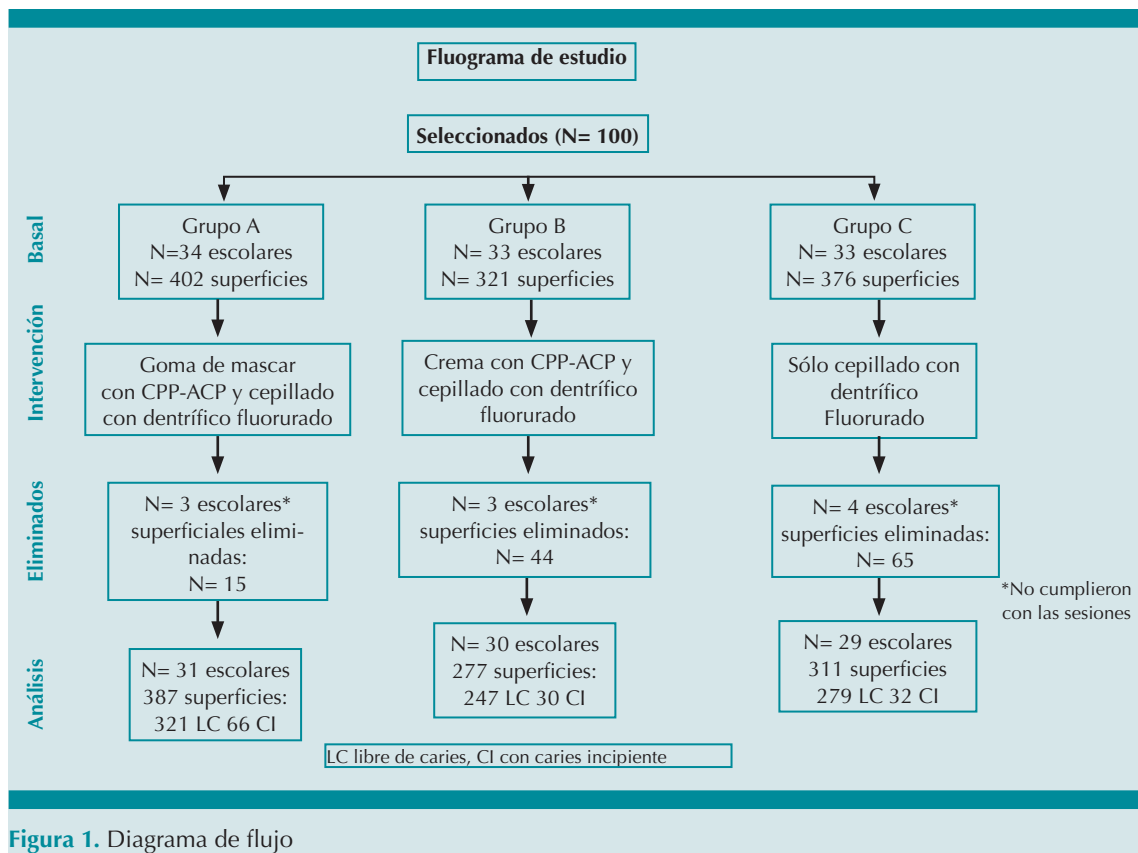 Fluograma de estudio
Seleccionados (N= 100)
Basal
Grupo A
N=34 escolares
N= 402 superficies
Grupo B
N= 33 escolares
N= 321 superficies
Grupo C
N= 33 escolares
N= 376 superficies
Intervención
Goma de mascar
con CPP-ACP y cepillado
con dentrífico fluorurado
Crema con CPP-ACP y
cepillado con dentrífico
fluorurado
Sólo cepillado con
dentrífico
Fluorurado
Eliminados
N= 3 escolares*
superficiales elimi-
nadas:
N= 15
N= 3 escolares*
superficies eliminados:
N= 44
N= 4 escolares*
superficies eliminadas:
N= 65
*No cumplieron
con las sesiones
Análisis
N= 31 escolares
387 superficies:
321 LC 66 CI
N= 30 escolares
277 superficies:
247 LC 30 CI
N= 29 escolares
311 superficies
279 LC 32 CI
LC libre de caries, CI con caries incipiente
Figura 1. Diagrama de flujo